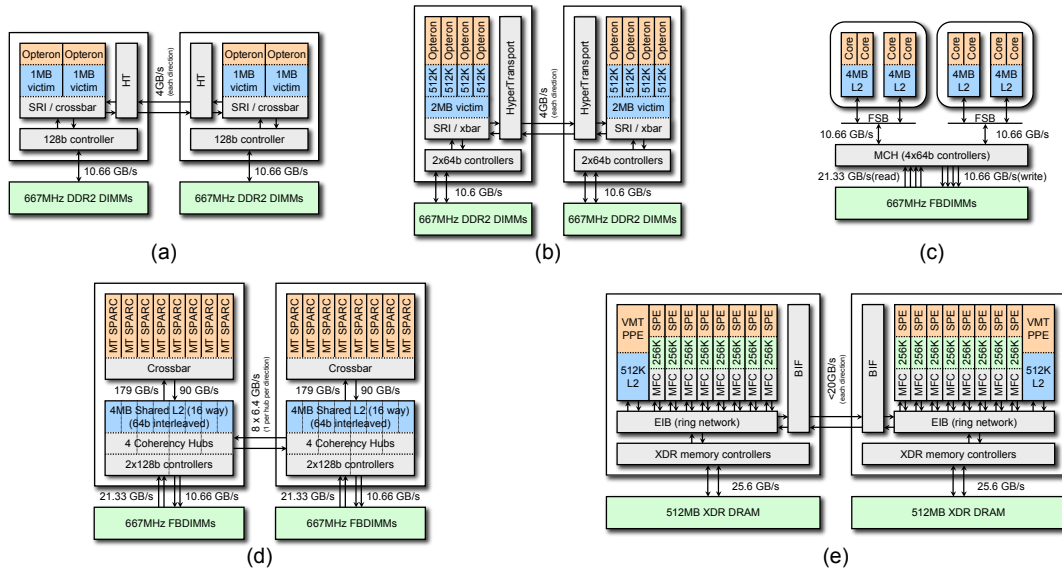 Opteron Opteron
1MB victim 1MB victim
SRI / crossbar
HT
128b controller
10.66 GB/s
667MHz DDR2 DIMMs
4GB/s
(each direction)
HT
Opteron Opteron
1MB victim 1MB victim
SRI / crossbar
128b controller
10.66 GB/s
667MHz DDR2 DIMMs
(a)
Opteron Opteron Opteron Opteron
512K 512K 512K 512K
2MB victim
SRI / xbar
HyperTransport
2x64b controllers
10.6 GB/s
667MHz DDR2 DIMMs
4GB/s
(each direction)
HyperTransport
Opteron Opteron Opteron Opteron
512K 512K 512K 512K
2MB victim
SRI / xbar
2x64b controllers
10.6 GB/s
667MHz DDR2 DIMMs
(b)
Core Core Core Core Core Core Core Core
4MB L2 4MB L2 4MB L2 4MB L2
FSB FSB
10.66 GB/s 10.66 GB/s
MCH (4x64b controllers)
21.33 GB/s(read) 10.66 GB/s(write)
667MHz FBDIMMs
(c)
MT SPARC MT SPARC MT SPARC MT SPARC MT SPARC MT SPARC MT SPARC MT SPARC
Crossbar
179 GB/s 90 GB/s
4MB Shared L2 (16 way)
(64b interleaved)
4 Coherency Hubs
2x128b controllers
21.33 GB/s 10.66 GB/s
667MHz FBDIMMs
8 x 6.4 GB/s
(1 per hub per direction)
MT SPARC MT SPARC MT SPARC MT SPARC MT SPARC MT SPARC MT SPARC MT SPARC
Crossbar
179 GB/s 90 GB/s
4MB Shared L2 (16 way)
(64b interleaved)
4 Coherency Hubs
2x128b controllers
21.33 GB/s 10.66 GB/s
667MHz FBDIMMs
(d)
VMT
PPE
512K
L2
SPE SPE SPE SPE SPE SPE SPE SPE
256K 256K 256K 256K 256K 256K 256K 256K
MFC MFC MFC MFC MFC MFC MFC MFC
BIF
EIB (ring network)
XDR memory controllers
25.6 GB/s
512MB XDR DRAM
<20GB/s
(each direction)
BIF
SPE SPE SPE SPE SPE SPE SPE SPE
256K 256K 256K 256K 256K 256K 256K 256K
MFC MFC MFC MFC MFC MFC MFC MFC
VMT
PPE
512K
L2
EIB (ring network)
XDR memory controllers
25.6 GB/s
512MB XDR DRAM
(e)